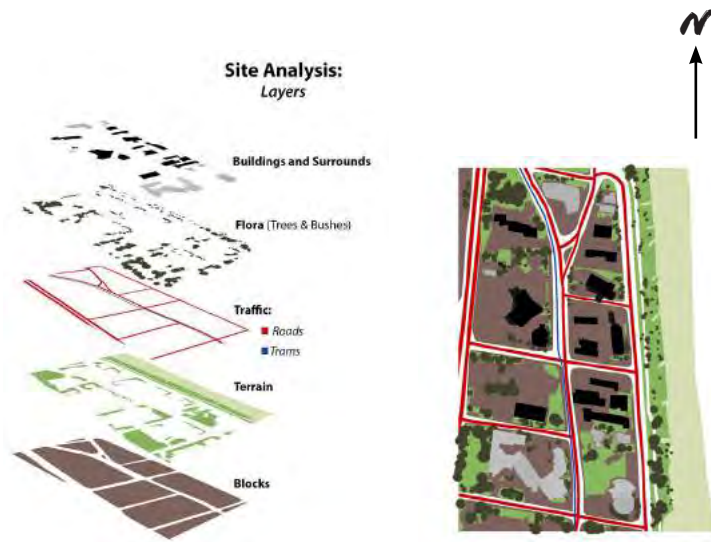 Site Analysis:
Layers
N
Buildings and Surrounds
Flora (Trees & Bushes)
Traffic:
Roads
Trams
Terrain
Blocks